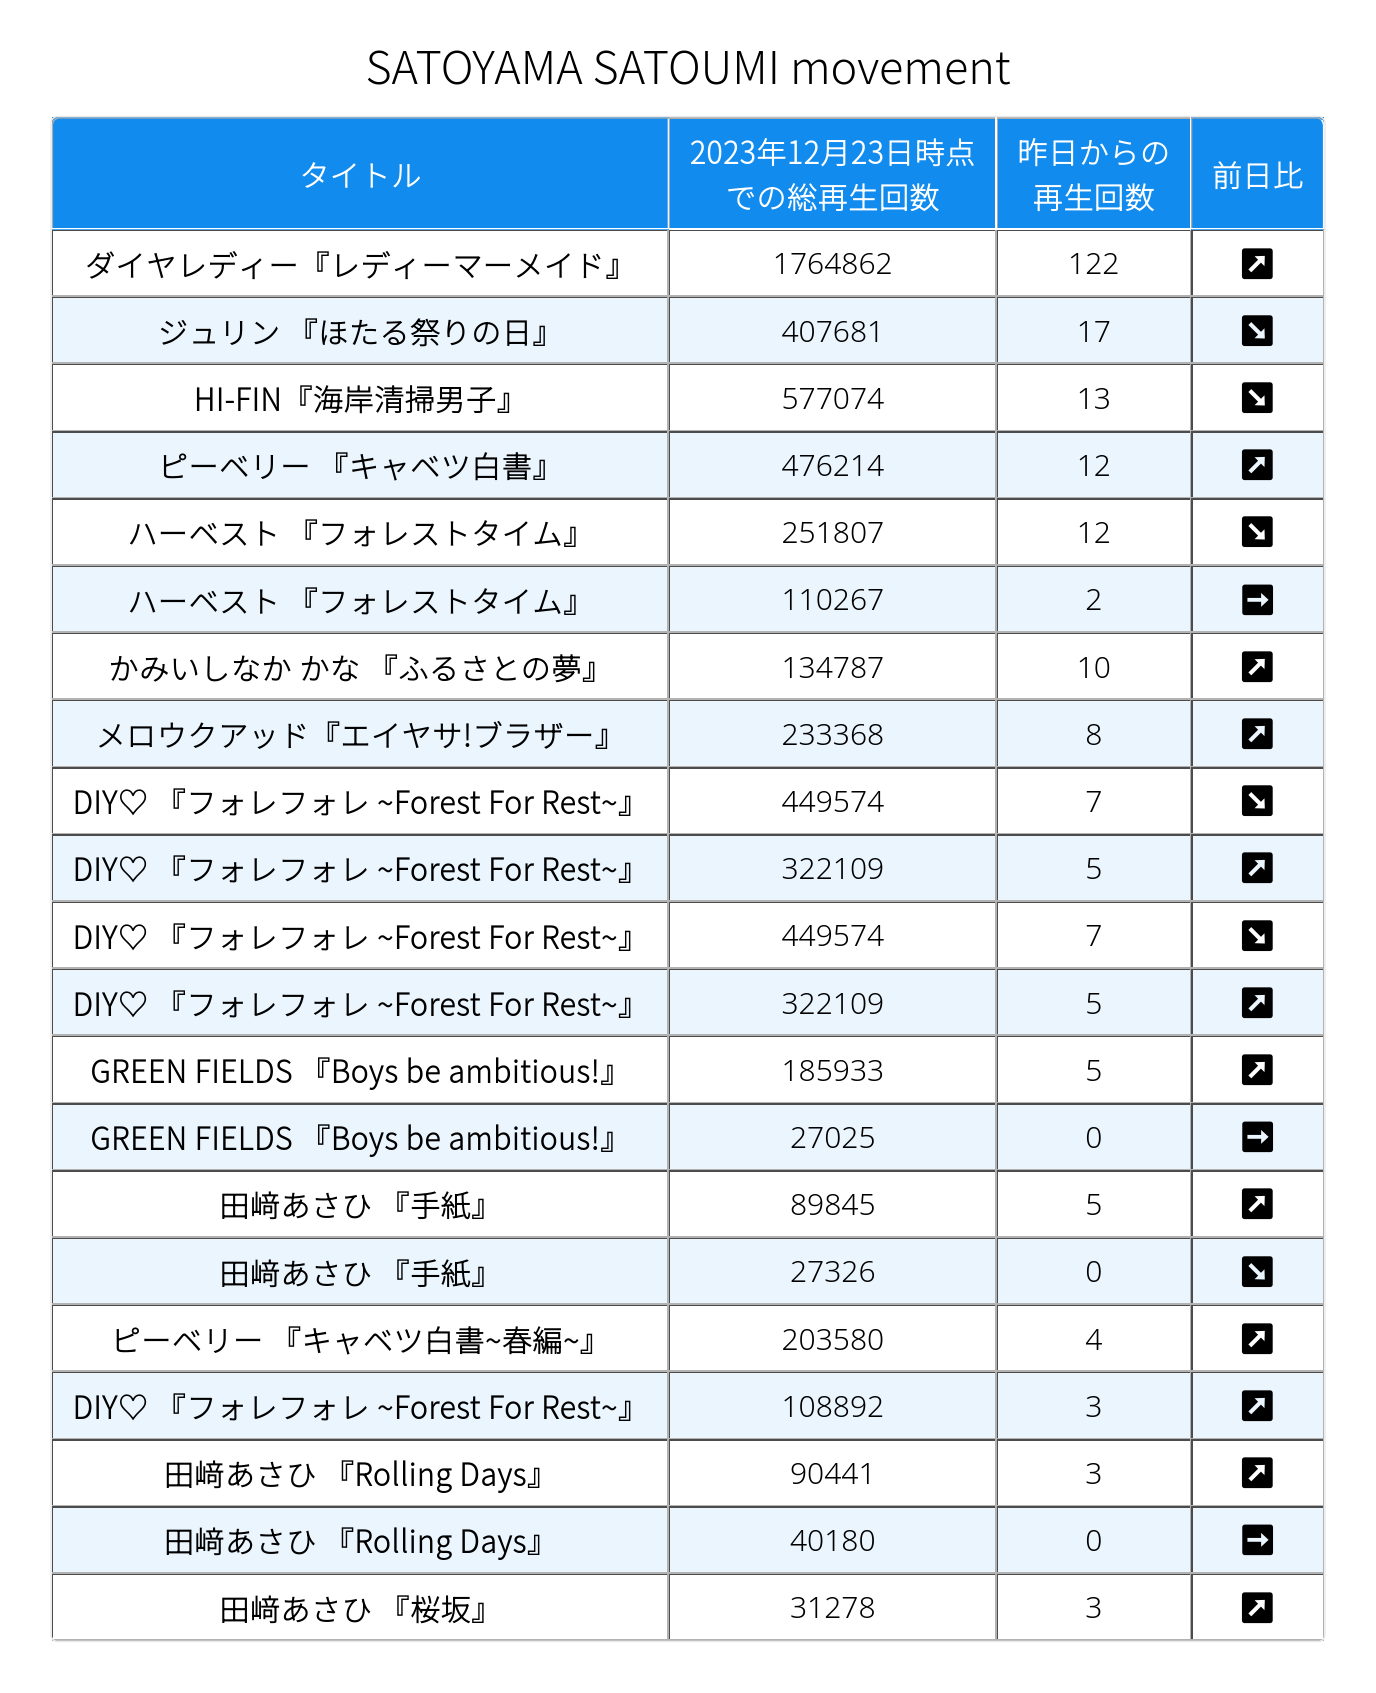 SATOYAMA SATOUMI movement
タイトル 2023年12月23日時点での総再生回数 昨日からの再生回数 前日比
ダイヤレディー『レディーマーメイド』 1764862 122 ↗
ジュリン 『ほたる祭りの日』 407681 17 ↘
HI-FIN『海岸清掃男子』 577074 13 ↘
ピーベリー 『キャベツ白書』 476214 12 ↗
ハーベスト 『フォレストタイム』 251807 12 ↘
ハーベスト 『フォレストタイム』 110267 2 →
かみいしなか かな 『ふるさとの夢』 134787 10 ↗
メロウクアッド『エイヤサ!ブラザー』 233368 8 ↗
DIY♡ 『フォレフォレ ~Forest For Rest~』 449574 7 ↘
DIY♡ 『フォレフォレ ~Forest For Rest~』 322109 5 ↗
DIY♡ 『フォレフォレ ~Forest For Rest~』 449574 7 ↘
DIY♡ 『フォレフォレ ~Forest For Rest~』 322109 5 ↗
GREEN FIELDS 『Boys be ambitious!』 185933 5 ↗
GREEN FIELDS 『Boys be ambitious!』 27025 0 →
田﨑あさひ 『手紙』 89845 5 ↗
田﨑あさひ 『手紙』 27326 0 ↘
ピーベリー 『キャベツ白書~春編~』 203580 4 ↗
DIY♡ 『フォレフォレ ~Forest For Rest~』 108892 3 ↗
田﨑あさひ 『Rolling Days』 90441 3 ↗
田﨑あさひ 『Rolling Days』 40180 0 →
田﨑あさひ 『桜坂』 31278 3 ↗